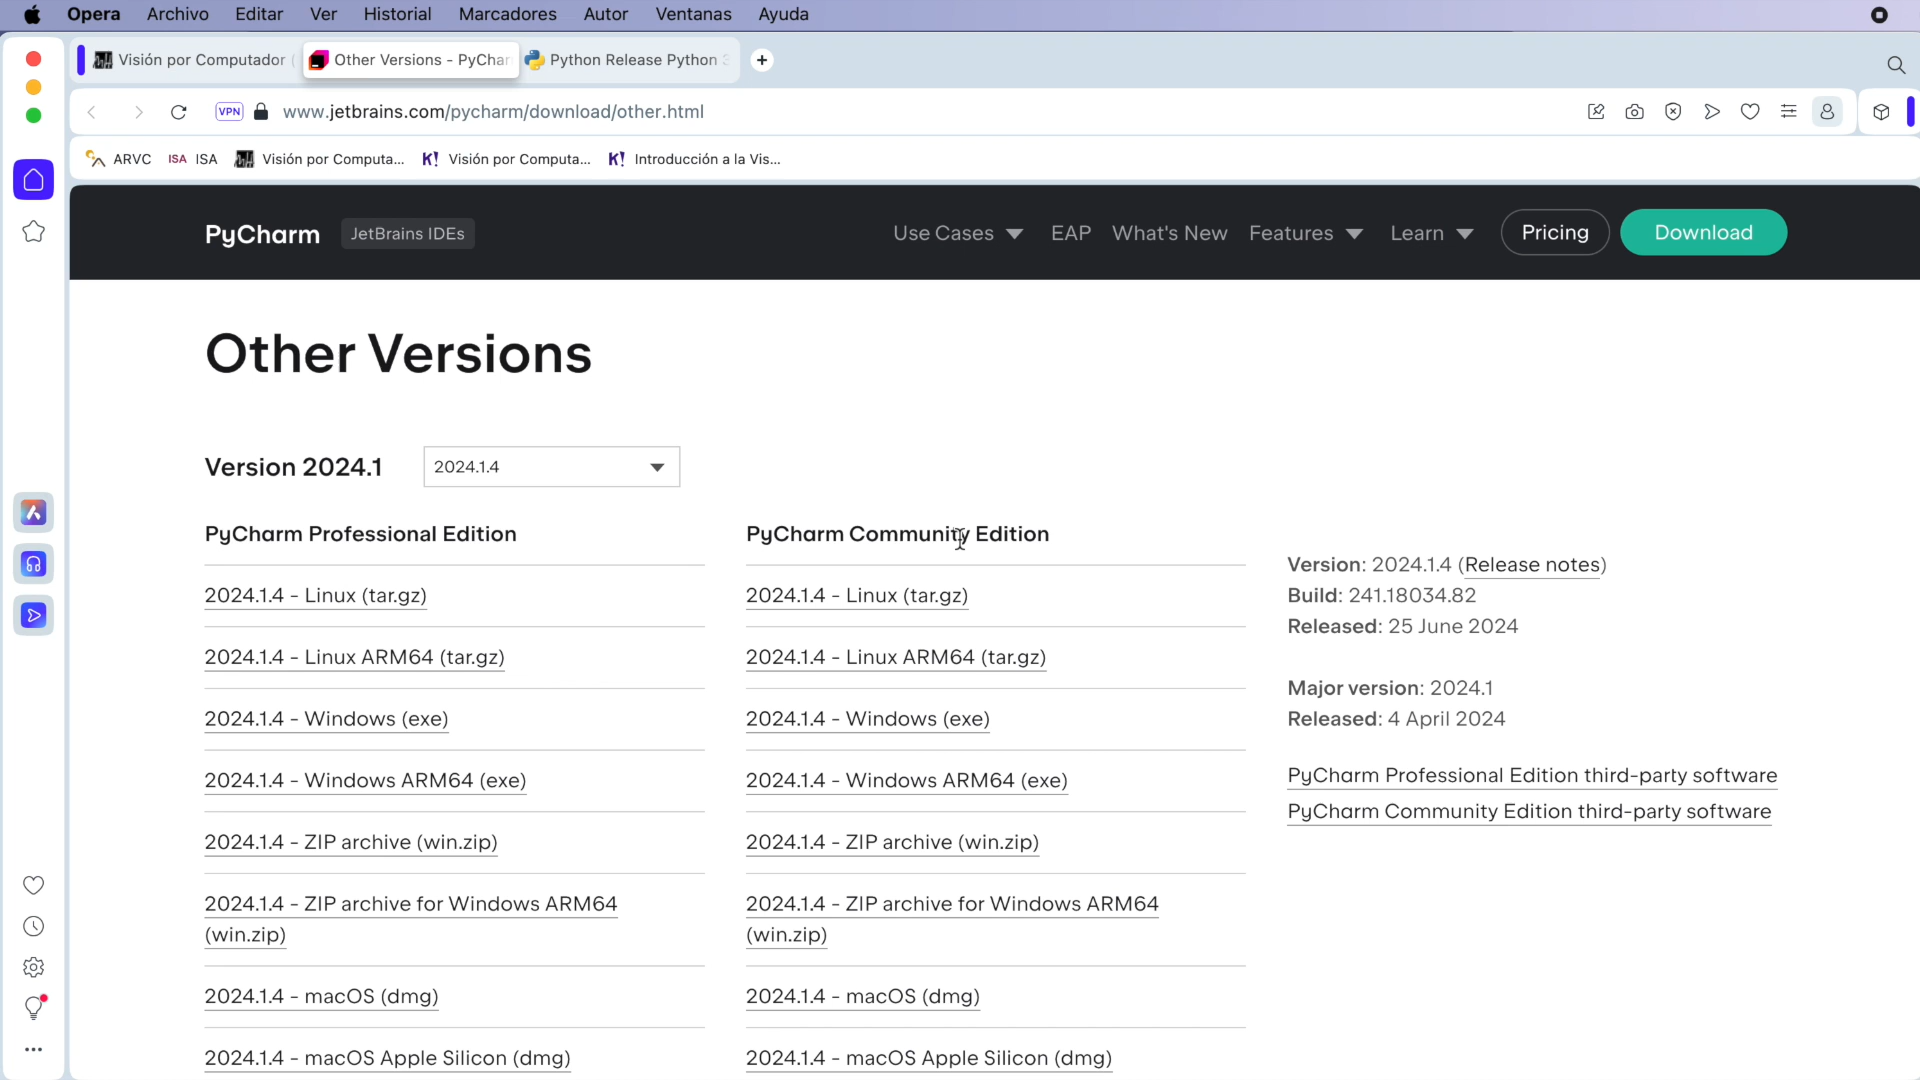 Opera Archivo Editar Ver Historial Marcadores Autor Ventanas Ayuda
Visión por Computador Other Versions - PyChar Python Release Python 3
VPN www.jetbrains.com/pycharm/download/other.html
ARVC ISA ISA Visión por Computa... K! Visión por Computa... K! Introducción a la Vis...
PyCharm JetBrains IDEs Use Cases EAP What's New Features Learn Pricing Download
Other Versions
Version 2024.1 2024.1.4
PyCharm Professional Edition
2024.1.4 - Linux (tar.gz)
2024.1.4 - Linux ARM64 (tar.gz)
2024.1.4 - Windows (exe)
2024.1.4 - Windows ARM64 (exe)
2024.1.4 - ZIP archive (win.zip)
2024.1.4 - ZIP archive for Windows ARM64
(win.zip)
2024.1.4 - macOS (dmg)
2024.1.4 - macOS Apple Silicon (dmg)
PyCharm Community Edition
2024.1.4 - Linux (tar.gz)
2024.1.4 - Linux ARM64 (tar.gz)
2024.1.4 - Windows (exe)
2024.1.4 - Windows ARM64 (exe)
2024.1.4 - ZIP archive (win.zip)
2024.1.4 - ZIP archive for Windows ARM64
(win.zip)
2024.1.4 - macOS (dmg)
2024.1.4 - macOS Apple Silicon (dmg)
Version: 2024.1.4 (Release notes)
Build: 241.18034.82
Released: 25 June 2024
Major version: 2024.1
Released: 4 April 2024
PyCharm Professional Edition third-party software
PyCharm Community Edition third-party software